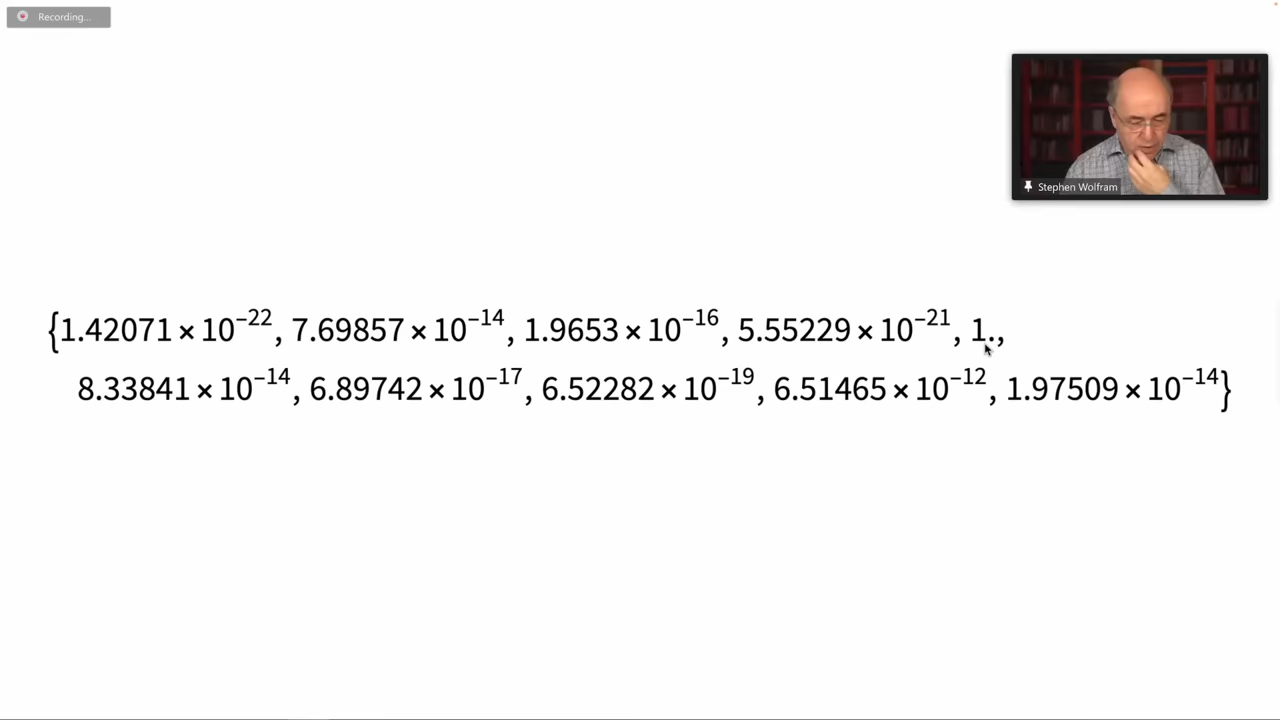 Recording...
Stephen Wolfram
{1.42071 × 10⁻²², 7.69857 × 10⁻¹⁴, 1.9653 × 10⁻¹⁶, 5.55229 × 10⁻²¹, 1.,
8.33841 × 10⁻¹⁴, 6.89742 × 10⁻¹⁷, 6.52282 × 10⁻¹⁹, 6.51465 × 10⁻¹², 1.97509 × 10⁻¹⁴}